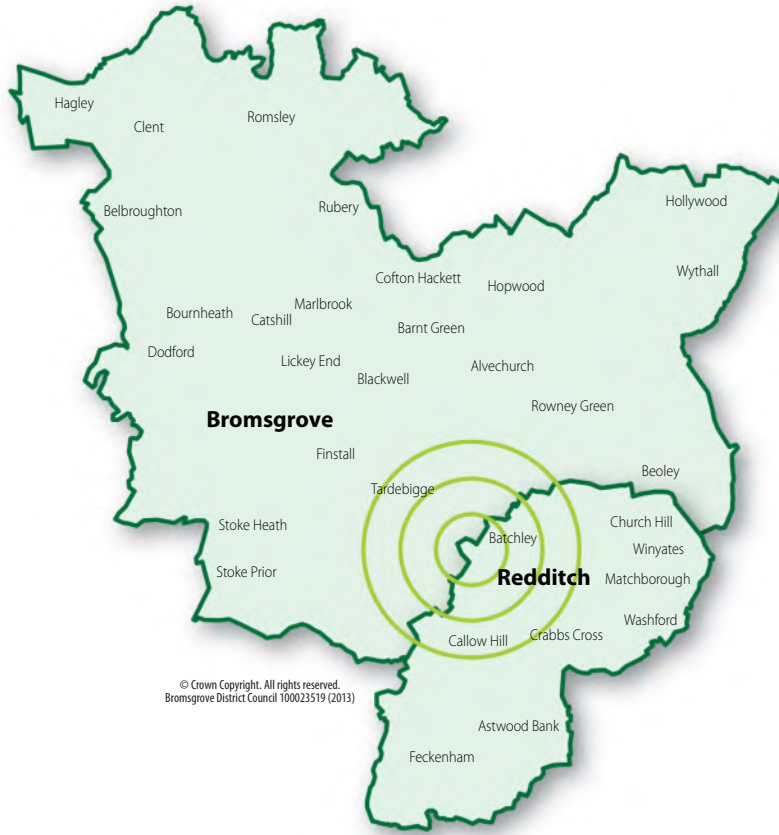 Hagley
Clent
Romsley
Belbroughton
Rubery
Hollywood
Wythall
Cofton Hackett
Hopwood
Bournheath
Marlbrook
Catshill
Barnt Green
Dodford
Lickey End
Blackwell
Alvechurch
Rowney Green
Bromsgrove
Finstall
Tardebigge
Beoley
Stoke Heath
Church Hill
Batchley
Winyates
Stoke Prior
Redditch
Matchborough
Washford
Callow Hill
Crabbs Cross
© Crown Copyright. All rights reserved.
Bromsgrove District Council 100023519 (2013)
Astwood Bank
Feckenham